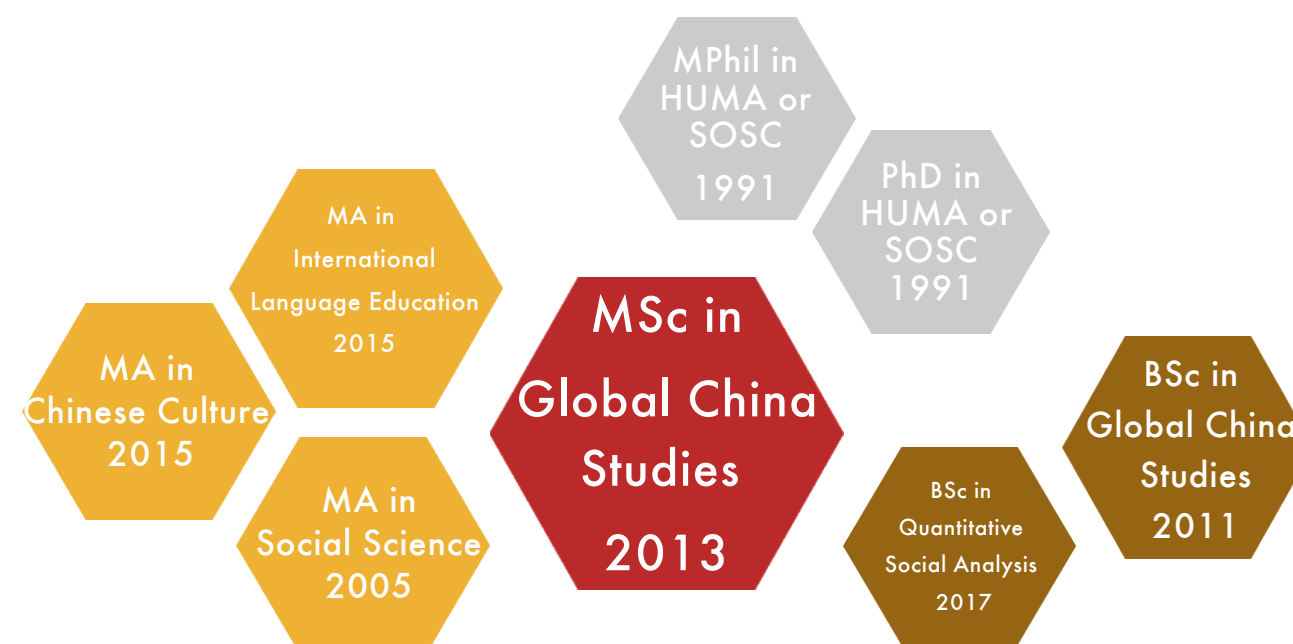 MPhil in
HUMA or
SOSC
1991
PhD in
HUMA or
SOSC
1991
MA in
International
Language Education
2015
MA in
Chinese Culture
2015
MA in
Social Science
2005
MSc in
Global China
Studies
2013
BSc in
Quantitative
Social Analysis
2017
BSc in
Global China
Studies
2011